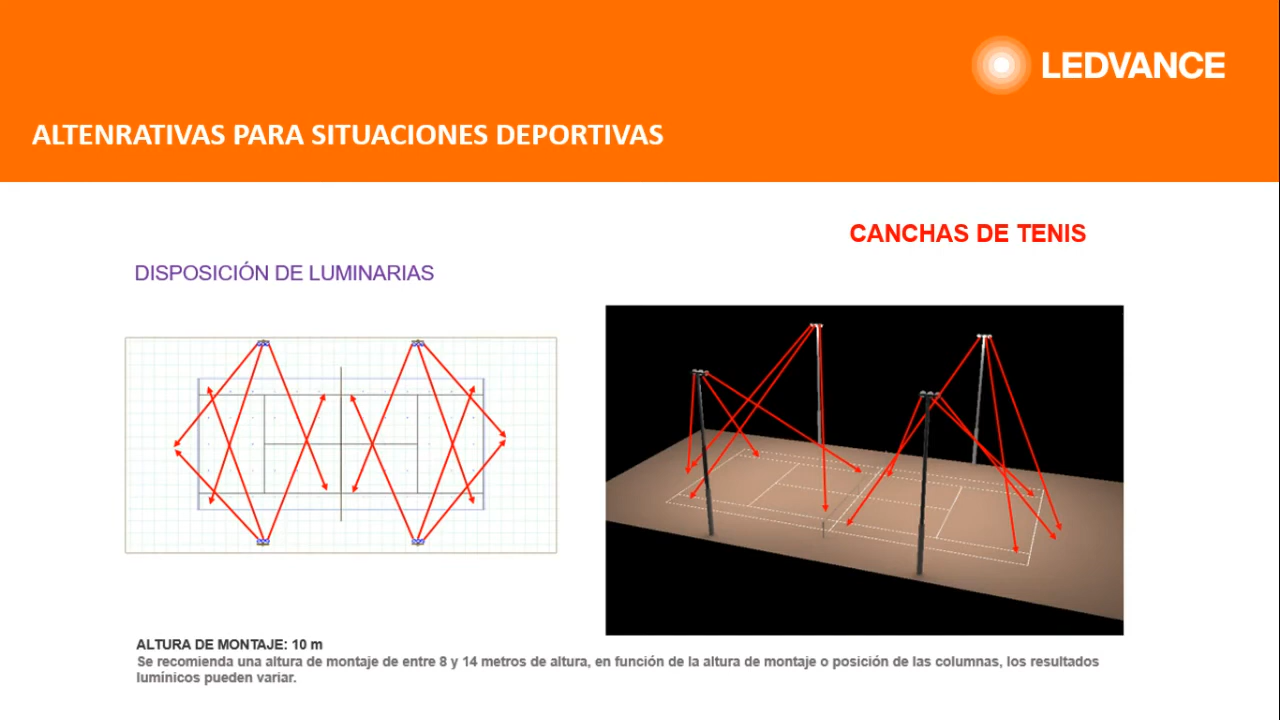 LEDVANCE
ALTENRATIVAS PARA SITUACIONES DEPORTIVAS
CANCHAS DE TENIS
DISPOSICIÓN DE LUMINARIAS
ALTURA DE MONTAJE: 10 m
Se recomienda una altura de montaje de entre 8 y 14 metros de altura, en función de la altura de montaje o posición de las columnas, los resultados
lumínicos pueden variar.